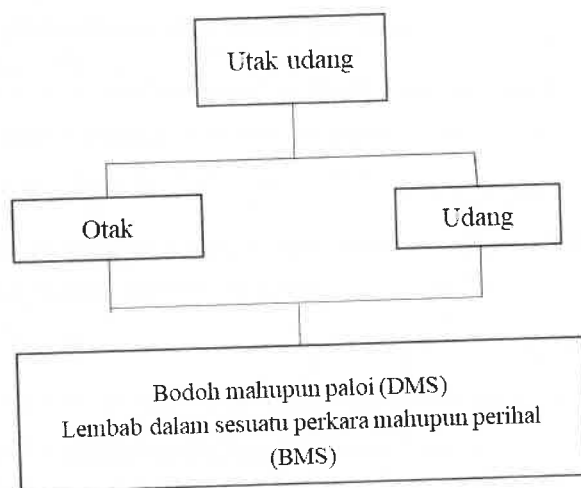 Utak udang
Otak
Udang
Bodoh mahupun paloi (DMS)
Lembab dalam sesuatu perkara mahupun perihal
(BMS)